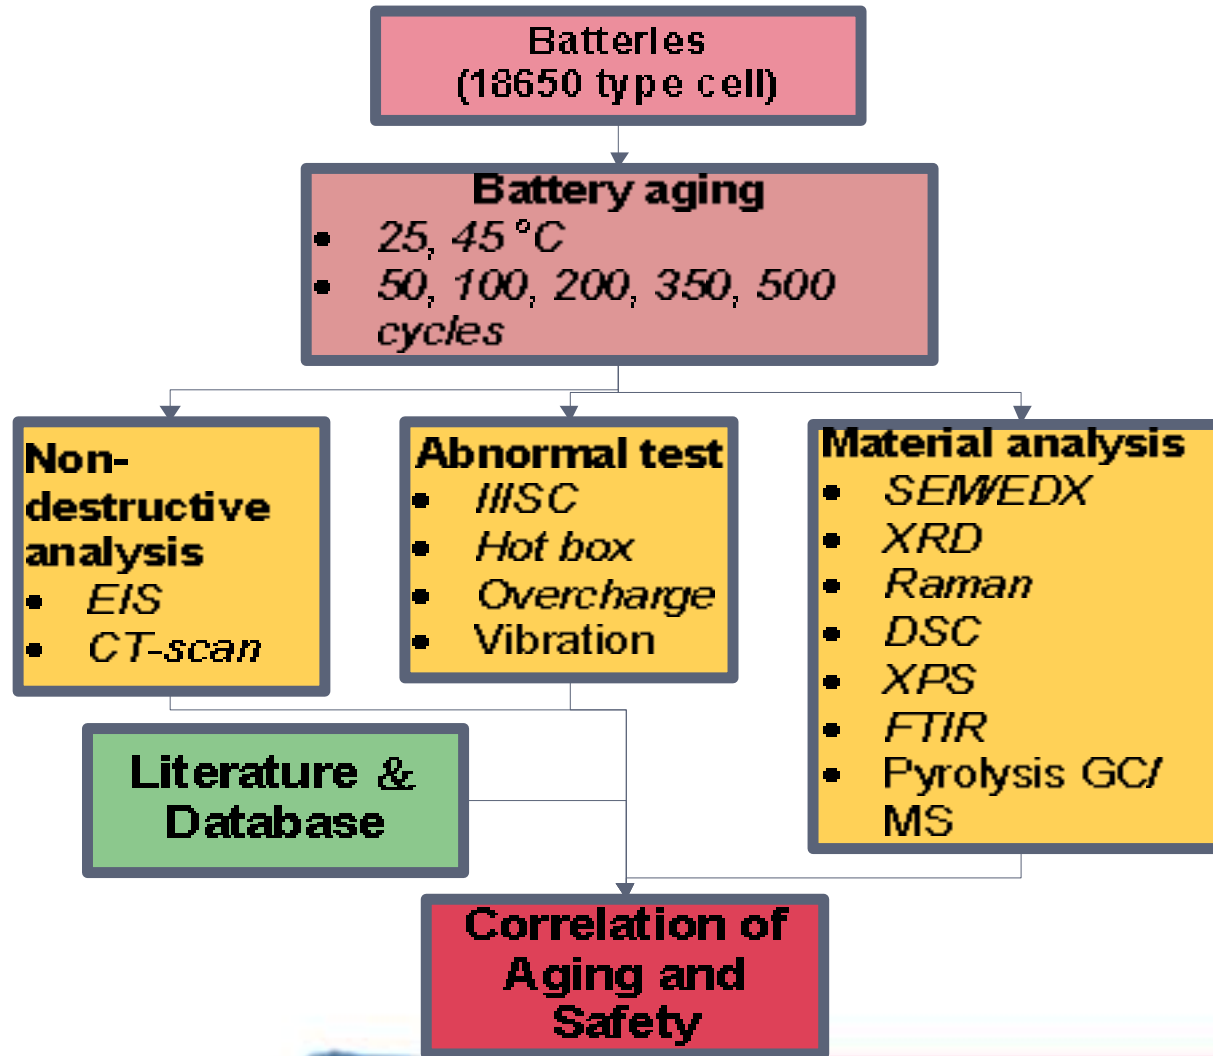 Batteries
(18650 type cell)
Battery aging
• 25, 45 °C
• 50, 100, 200, 350, 500
cycles
Non-
destructive
analysis
• EIS
• CT-scan
Abnormal test
• IIISC
• Hot box
• Overcharge
• Vibration
Material analysis
• SEM/EDX
• XRD
• Raman
• DSC
• XPS
• FTIR
• Pyrolysis GC/
MS
Literature &
Database
Correlation of
Aging and
Safety